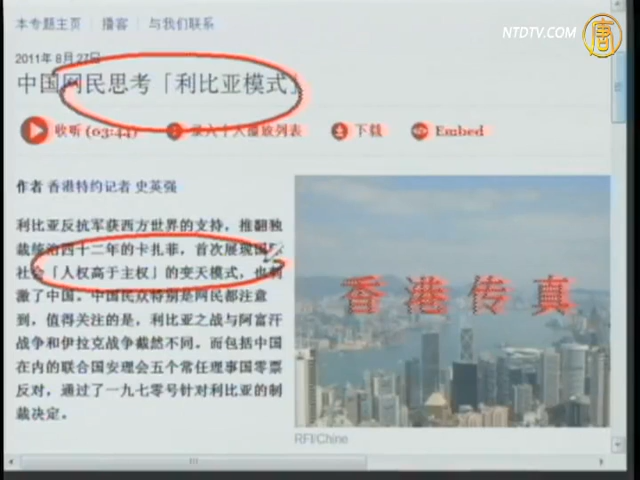 本专题主页 | 播客 | 与我们联系
NTDTV.COM 唐
2011年8月27日
中国网民思考「利比亚模式」
收听 (03:44) 下载 Embed
作者 香港特约记者 史英强
利比亚反抗军获西方世界的支持，推翻独
裁统治四十二年的卡扎菲，首次展现国际
社会「人权高于主权」的变天模式，也刺
激了中国。中国民众特别是网民都注意
到，值得关注的是，利比亚之战与阿富汗
战争和伊拉克战争截然不同。而包括中国
在内的联合国安理会五个常任理事国零票
反对，通过了一九七零号针对利比亚的制
裁决定。
香港传真
RFI/Chine